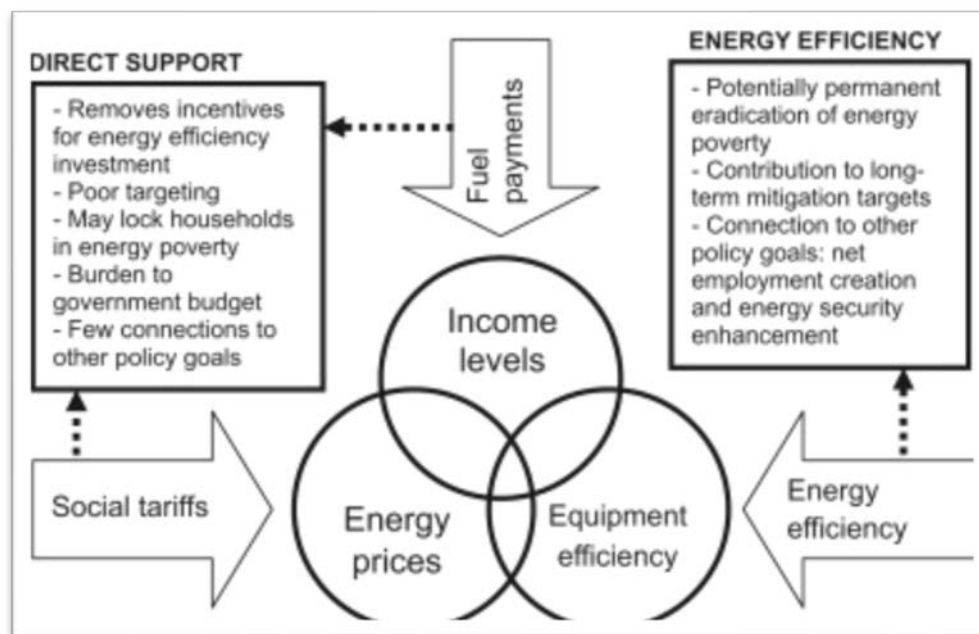 DIRECT SUPPORT
- Removes incentives
for energy efficiency
investment
- Poor targeting
- May lock households
in energy poverty
- Burden to
government budget
- Few connections to
other policy goals
Fuel
payments
ENERGY EFFICIENCY
- Potentially permanent
eradication of energy
poverty
- Contribution to long-
term mitigation targets
- Connection to other
policy goals: net
employment creation
and energy security
enhancement
Income
levels
Social tariffs
Energy
prices
Equipment
efficiency
Energy
efficiency